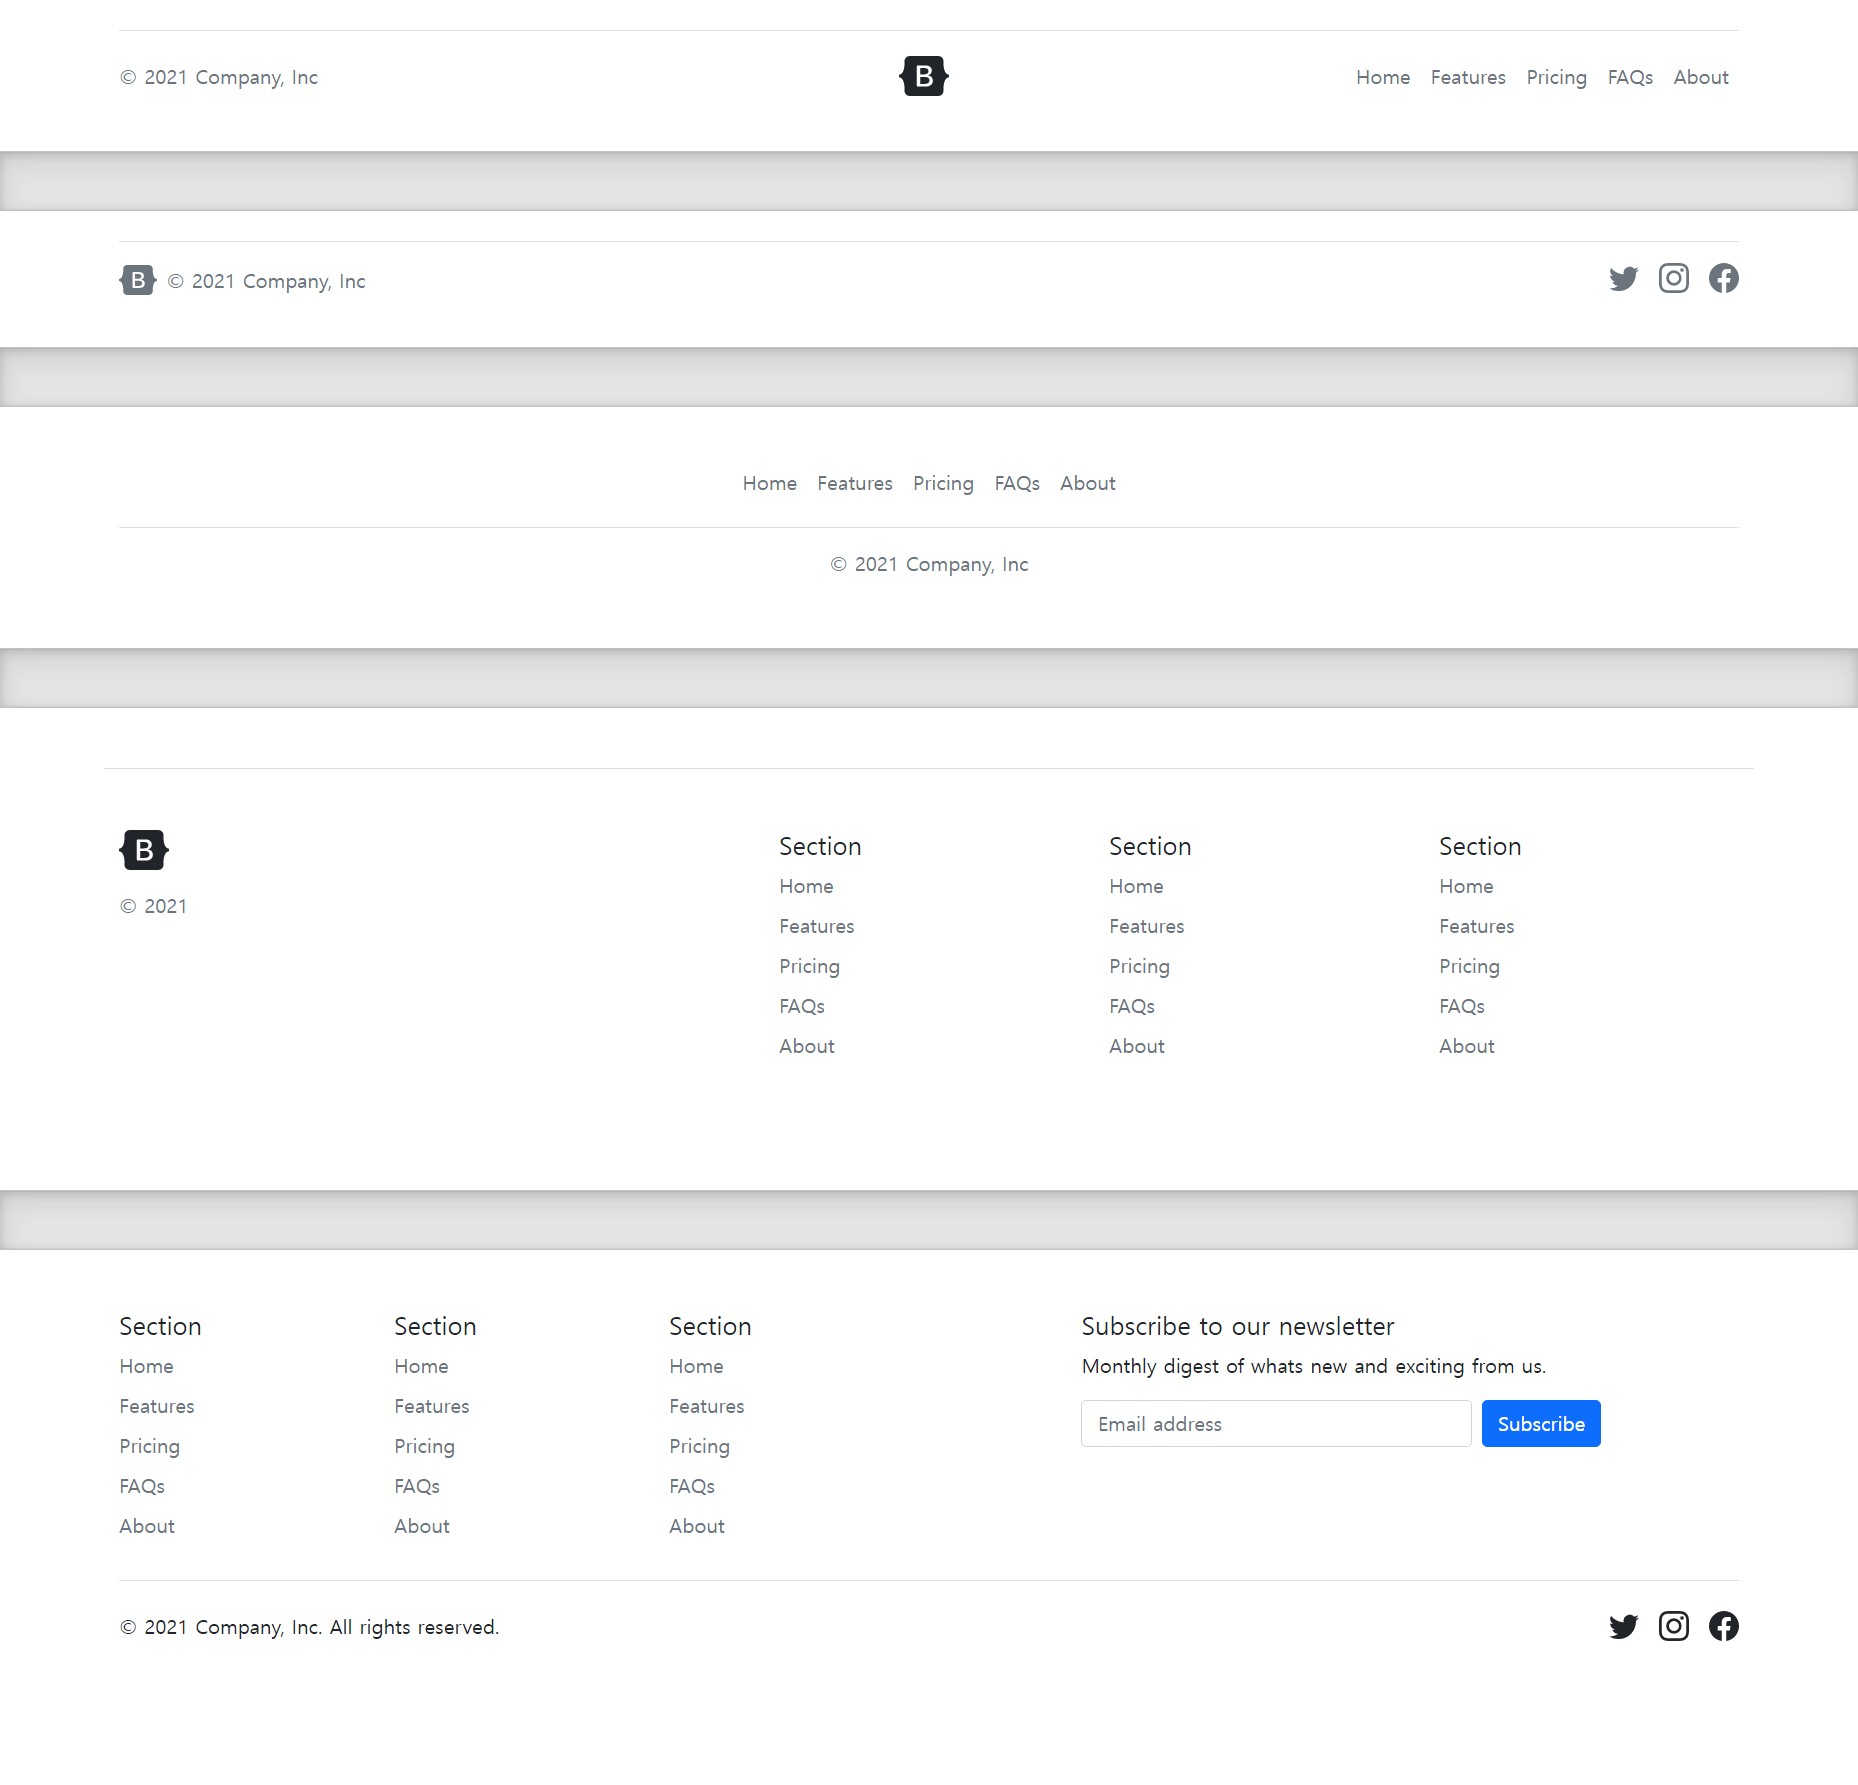 © 2021 Company, Inc
B
Home Features Pricing FAQs About
B © 2021 Company, Inc
Home Features Pricing FAQs About
© 2021 Company, Inc
B
© 2021
Section
Home
Features
Pricing
FAQs
About
Section
Home
Features
Pricing
FAQs
About
Section
Home
Features
Pricing
FAQs
About
Section
Home
Features
Pricing
FAQs
About
Section
Home
Features
Pricing
FAQs
About
Section
Home
Features
Pricing
FAQs
About
Subscribe to our newsletter
Monthly digest of whats new and exciting from us.
Email address
Subscribe
© 2021 Company, Inc. All rights reserved.